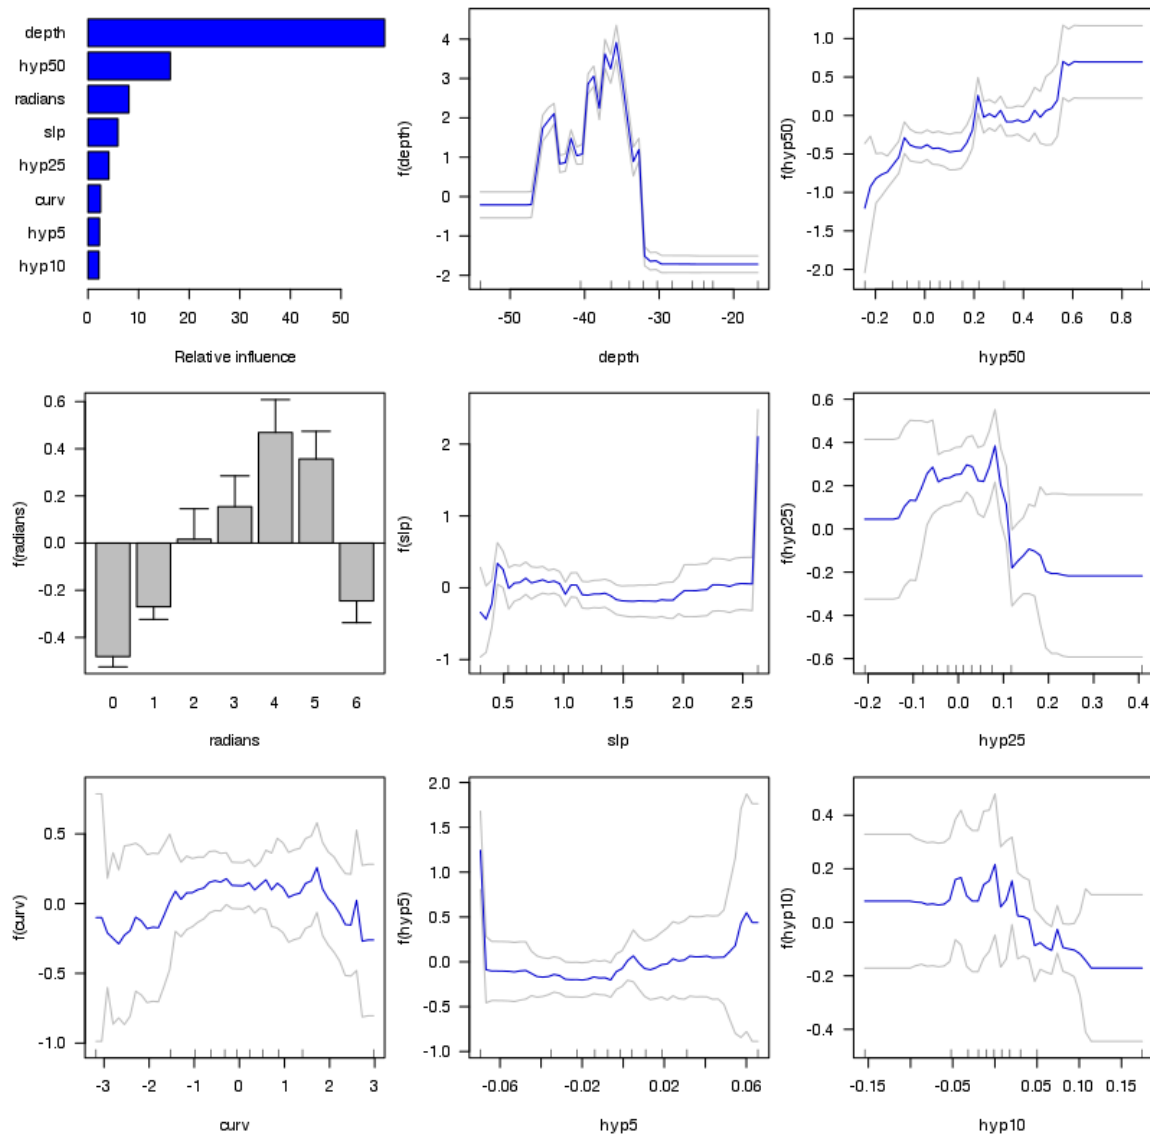 depth
hyp50
radians
slp
hyp25
curv
hyp5
hyp10
0 10 20 30 40 50
Relative influence
f(depth)
4
3
2
1
0
-1
-2
-50 -40 -30 -20
depth
f(hyp50)
1.0
0.5
0.0
-0.5
-1.0
-1.5
-2.0
-0.2 0.0 0.2 0.4 0.6 0.8
hyp50
f(radians)
0.6
0.4
0.2
0.0
-0.2
-0.4
0 1 2 3 4 5 6
radians
f(slp)
2
1
0
-1
0.5 1.0 1.5 2.0 2.5
slp
f(hyp25)
0.6
0.4
0.2
0.0
-0.2
-0.4
-0.6
-0.2 -0.1 0.0 0.1 0.2 0.3 0.4
hyp25
f(curv)
0.5
0.0
-0.5
-1.0
-3 -2 -1 0 1 2 3
curv
f(hyp5)
2.0
1.5
1.0
0.5
0.0
-0.5
-1.0
-0.06 -0.02 0.02 0.06
hyp5
f(hyp10)
0.4
0.2
0.0
-0.2
-0.4
-0.15 -0.05 0.05 0.10 0.15
hyp10